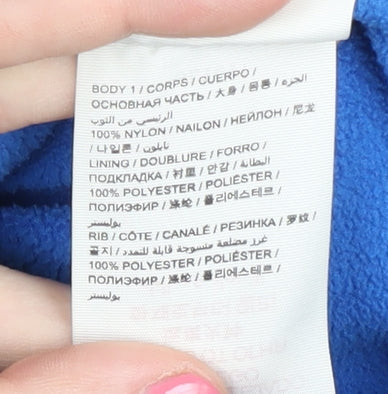 BODY 1 / CORPS / CUERPO /
ОСНОВНАЯ ЧАСТЬ / 大身 / 몸통 / الجزء
الرئيسي من الثوب
100% NYLON / NAILON / НЕЙЛОН / 尼龙
/ 나일론 / نايلون
LINING / DOUBLURE / FORRO /
ПОДКЛАДКА / 衬里 / 안감 / البطانة
100% POLYESTER / POLIÉSTER /
ПОЛИЭФИР / 涤纶 / 폴리에스테르 /
بوليستر
RIB / CÔTE / CANALÉ / РЕЗИНКА / 罗纹
/ 골지 / غرز مضلعة منسوجة قابلة للتمدد
100% POLYESTER / POLIÉSTER /
ПОЛИЭФИР / 涤纶 / 폴리에스테르 /
بوليستر